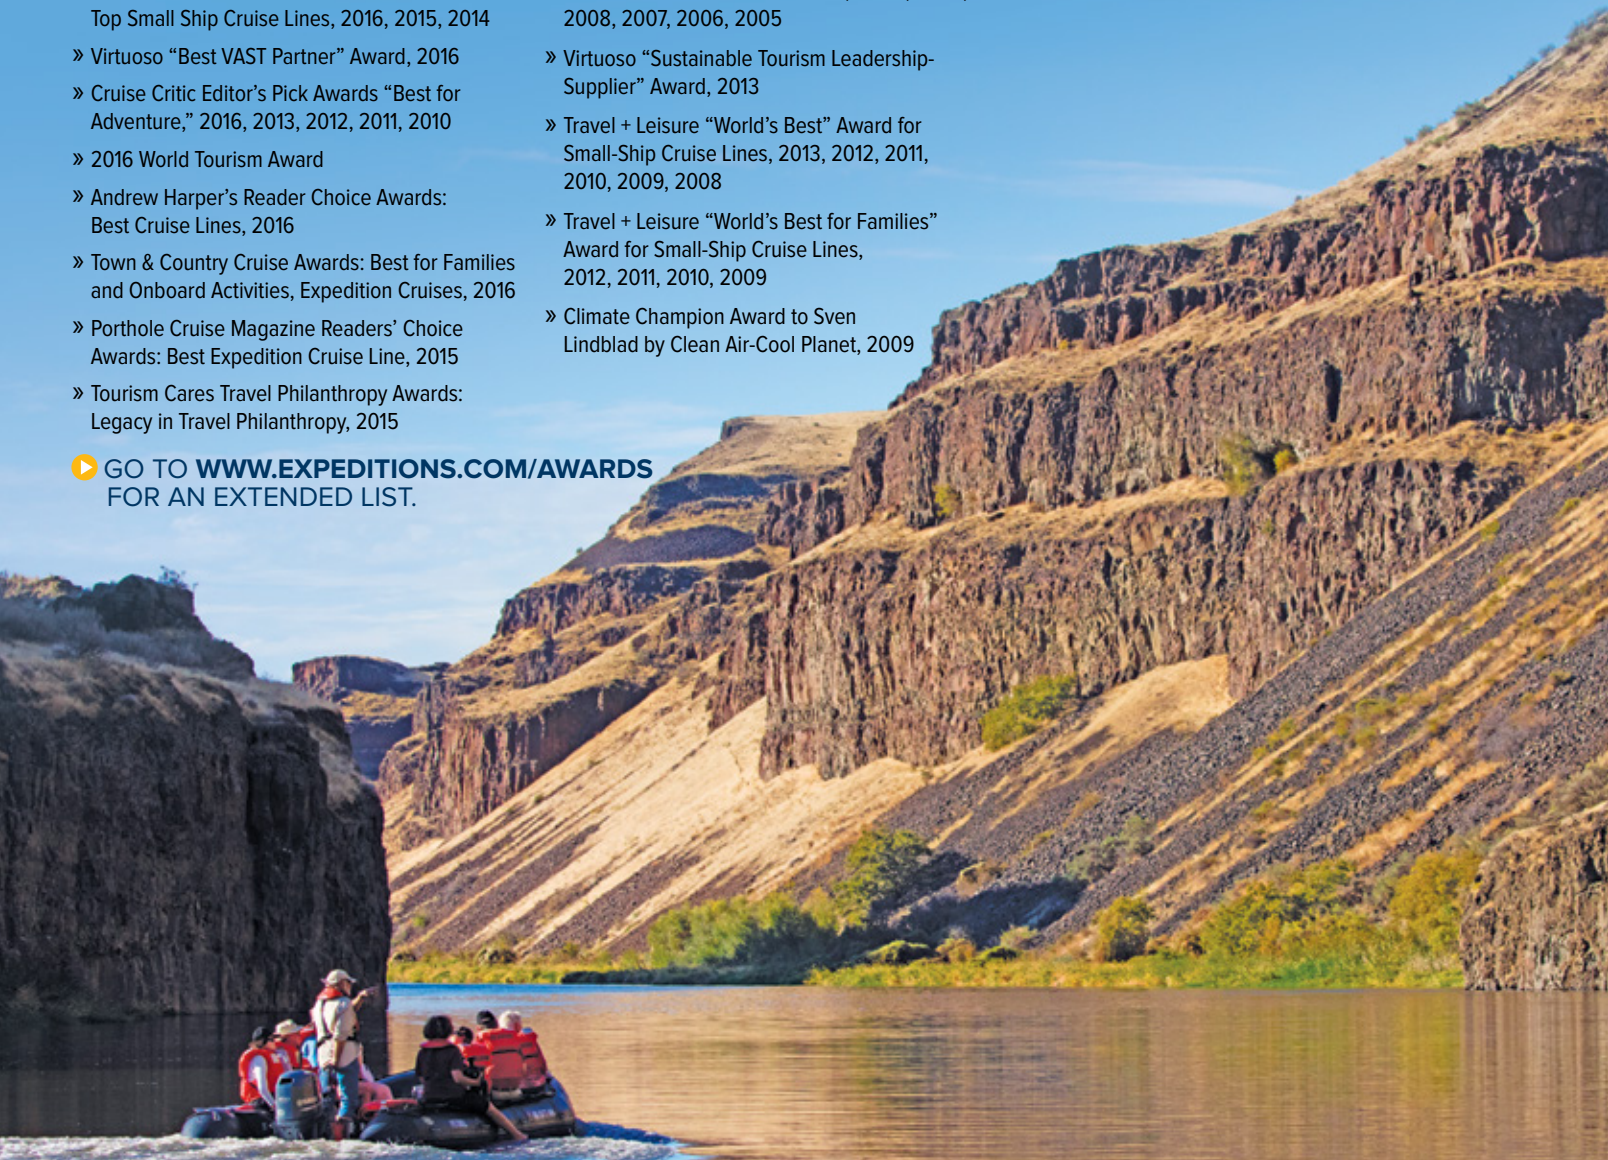 Top Small Ship Cruise Lines, 2016, 2015, 2014
» Virtuoso “Best VAST Partner” Award, 2016
» Cruise Critic Editor’s Pick Awards “Best for
Adventure,” 2016, 2013, 2012, 2011, 2010
» 2016 World Tourism Award
» Andrew Harper’s Reader Choice Awards:
Best Cruise Lines, 2016
» Town & Country Cruise Awards: Best for Families
and Onboard Activities, Expedition Cruises, 2016
» Porthole Cruise Magazine Readers’ Choice
Awards: Best Expedition Cruise Line, 2015
» Tourism Cares Travel Philanthropy Awards:
Legacy in Travel Philanthropy, 2015
GO TO WWW.EXPEDITIONS.COM/AWARDS
FOR AN EXTENDED LIST.
2008, 2007, 2006, 2005
» Virtuoso “Sustainable Tourism Leadership-
Supplier” Award, 2013
» Travel + Leisure “World’s Best” Award for
Small-Ship Cruise Lines, 2013, 2012, 2011,
2010, 2009, 2008
» Travel + Leisure “World’s Best for Families”
Award for Small-Ship Cruise Lines,
2012, 2011, 2010, 2009
» Climate Champion Award to Sven
Lindblad by Clean Air-Cool Planet, 2009